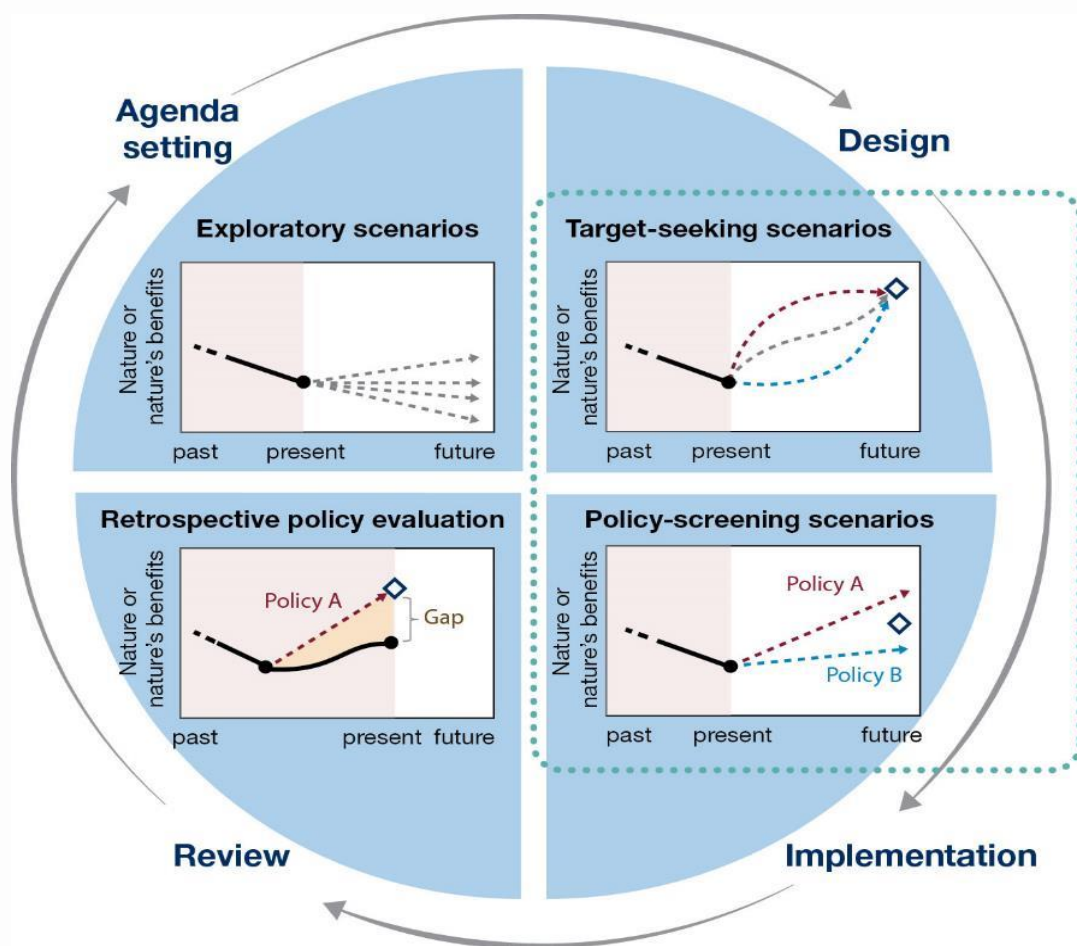 Agenda
setting
Design
Exploratory scenarios
Nature or
nature's benefits
past present future
Target-seeking scenarios
Nature or
nature's benefits
past present future
Retrospective policy evaluation
Nature or
nature's benefits
Policy A
Gap
past present future
Policy-screening scenarios
Nature or
nature's benefits
Policy A
Policy B
past present future
Review
Implementation